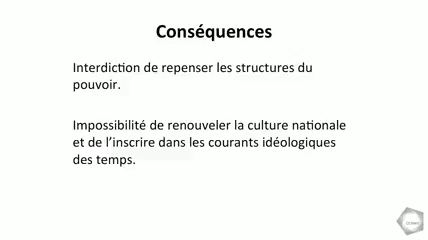 Conséquences
Interdiction de repenser les structures du
pouvoir.
Impossibilité de renouveler la culture nationale
et de l'inscrire dans les courants idéologiques
des temps.